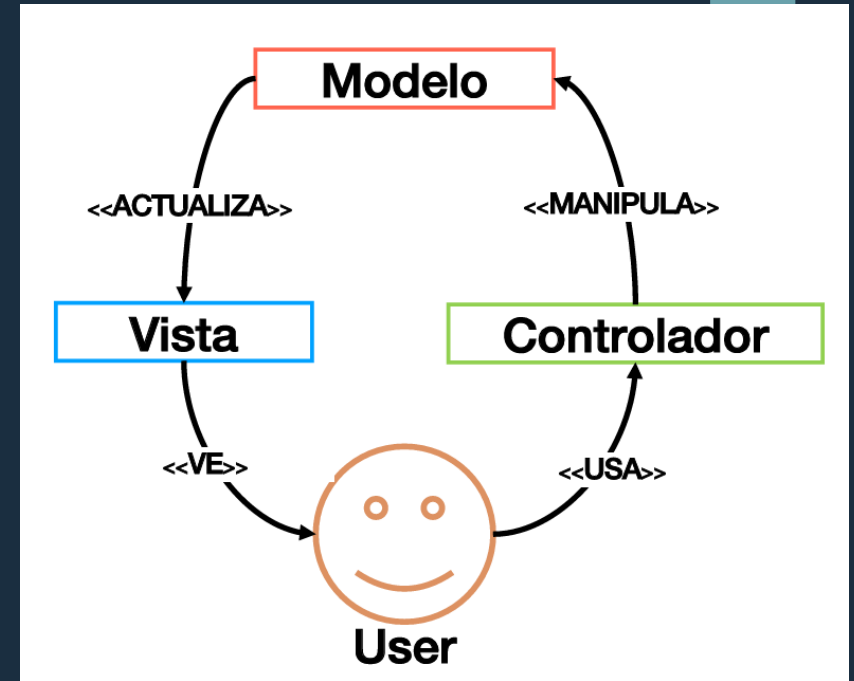 Modelo
<<ACTUALIZA>>
<<MANIPULA>>
Vista
Controlador
<<VE>>
<<USA>>
User